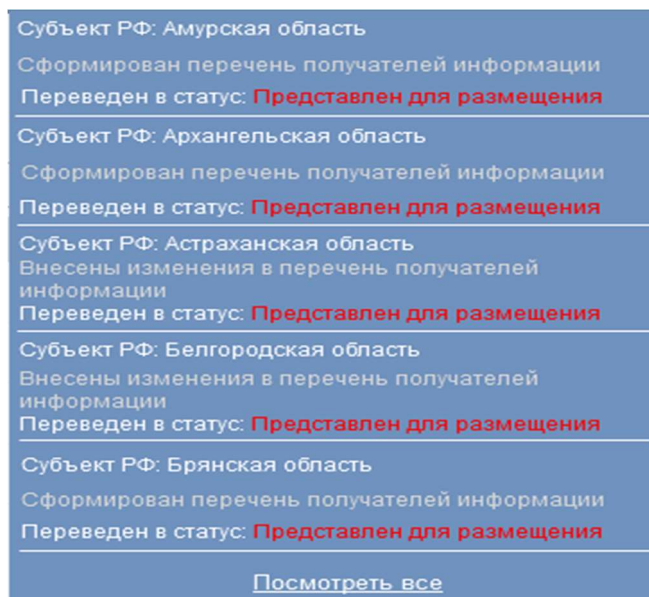 Субъект РФ: Амурская область
Сформирован перечень получателей информации
Переведен в статус: Представлен для размещения
Субъект РФ: Архангельская область
Сформирован перечень получателей информации
Переведен в статус: Представлен для размещения
Субъект РФ: Астраханская область
Внесены изменения в перечень получателей
информации
Переведен в статус: Представлен для размещения
Субъект РФ: Белгородская область
Внесены изменения в перечень получателей
информации
Переведен в статус: Представлен для размещения
Субъект РФ: Брянская область
Сформирован перечень получателей информации
Переведен в статус: Представлен для размещения
Посмотреть все